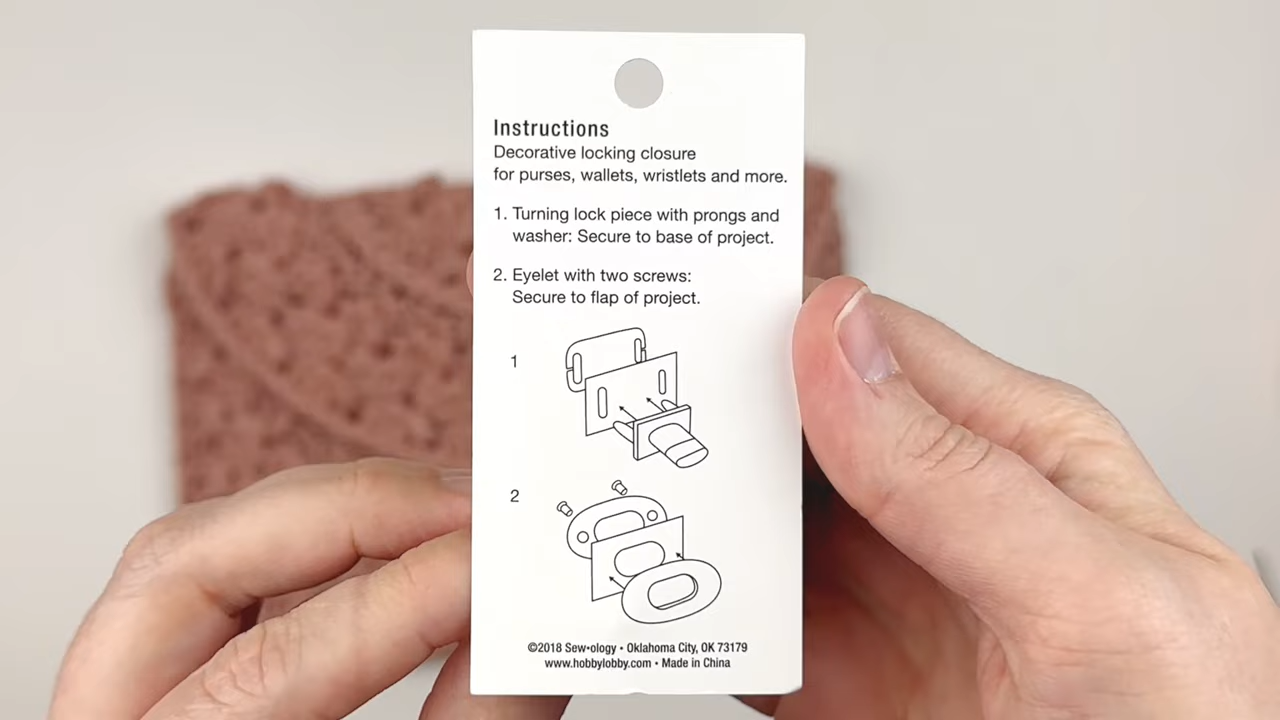 Instructions
Decorative locking closure
for purses, wallets, wristlets and more.
1. Turning lock piece with prongs and
washer: Secure to base of project.
2. Eyelet with two screws:
Secure to flap of project.
1
2
©2018 Sew•ology • Oklahoma City, OK 73179
www.hobbylobby.com • Made in China